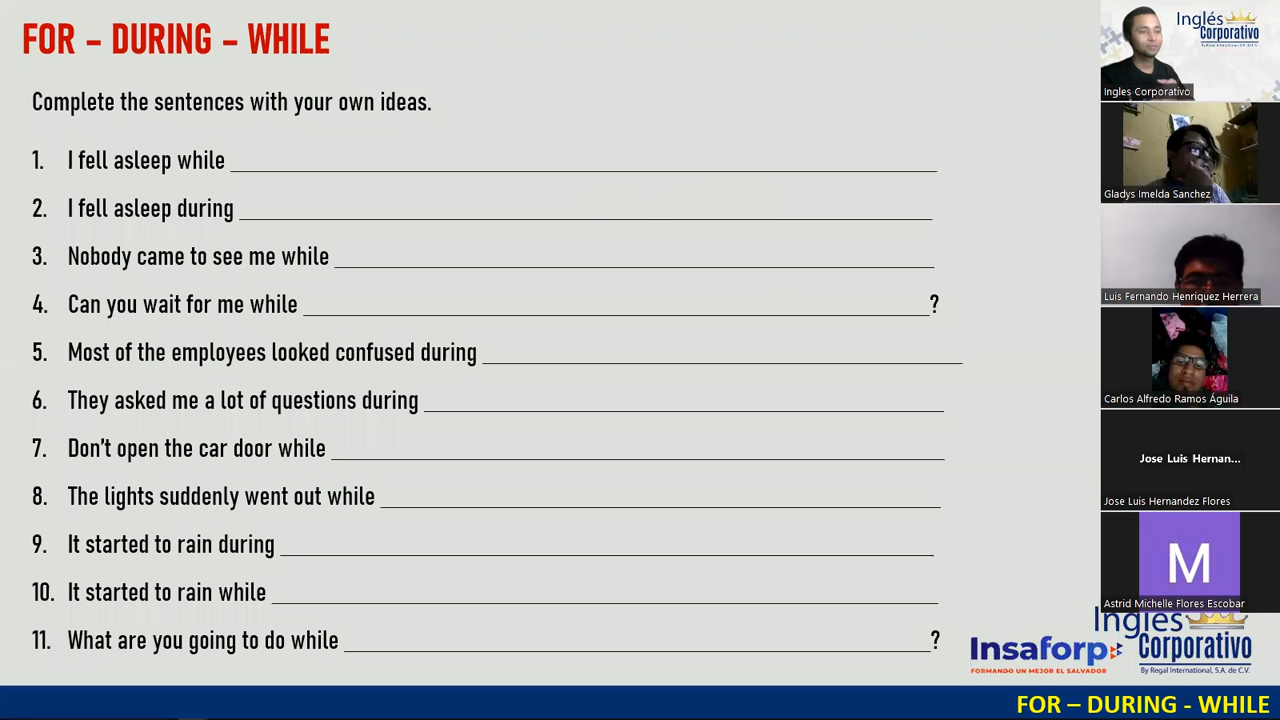 FOR – DURING – WHILE
Complete the sentences with your own ideas.
1. I fell asleep while
2. I fell asleep during
3. Nobody came to see me while
4. Can you wait for me while ?
5. Most of the employees looked confused during
6. They asked me a lot of questions during
7. Don’t open the car door while
8. The lights suddenly went out while
9. It started to rain during
10. It started to rain while
11. What are you going to do while ?
Inglés
Corporativo
By Regal International, S.A. de C.V.
Ingles Corporativo
Gladys Imelda Sanchez
Luis Fernando Henriquez Herrera
Carlos Alfredo Ramos Águila
Jose Luis Hernan...
Jose Luis Hernandez Flores
M
Astrid Michelle Flores Escobar
Insaforp
FORMANDO UN MEJOR EL SALVADOR
Inglés
Corporativo
By Regal International, S.A. de C.V.
FOR – DURING - WHILE